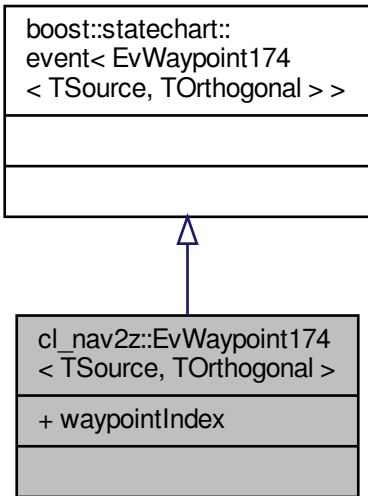 boost::statechart::
event< EvWaypoint174
< TSource, TOrthogonal > >
cl_nav2z::EvWaypoint174
< TSource, TOrthogonal >
+ waypointIndex